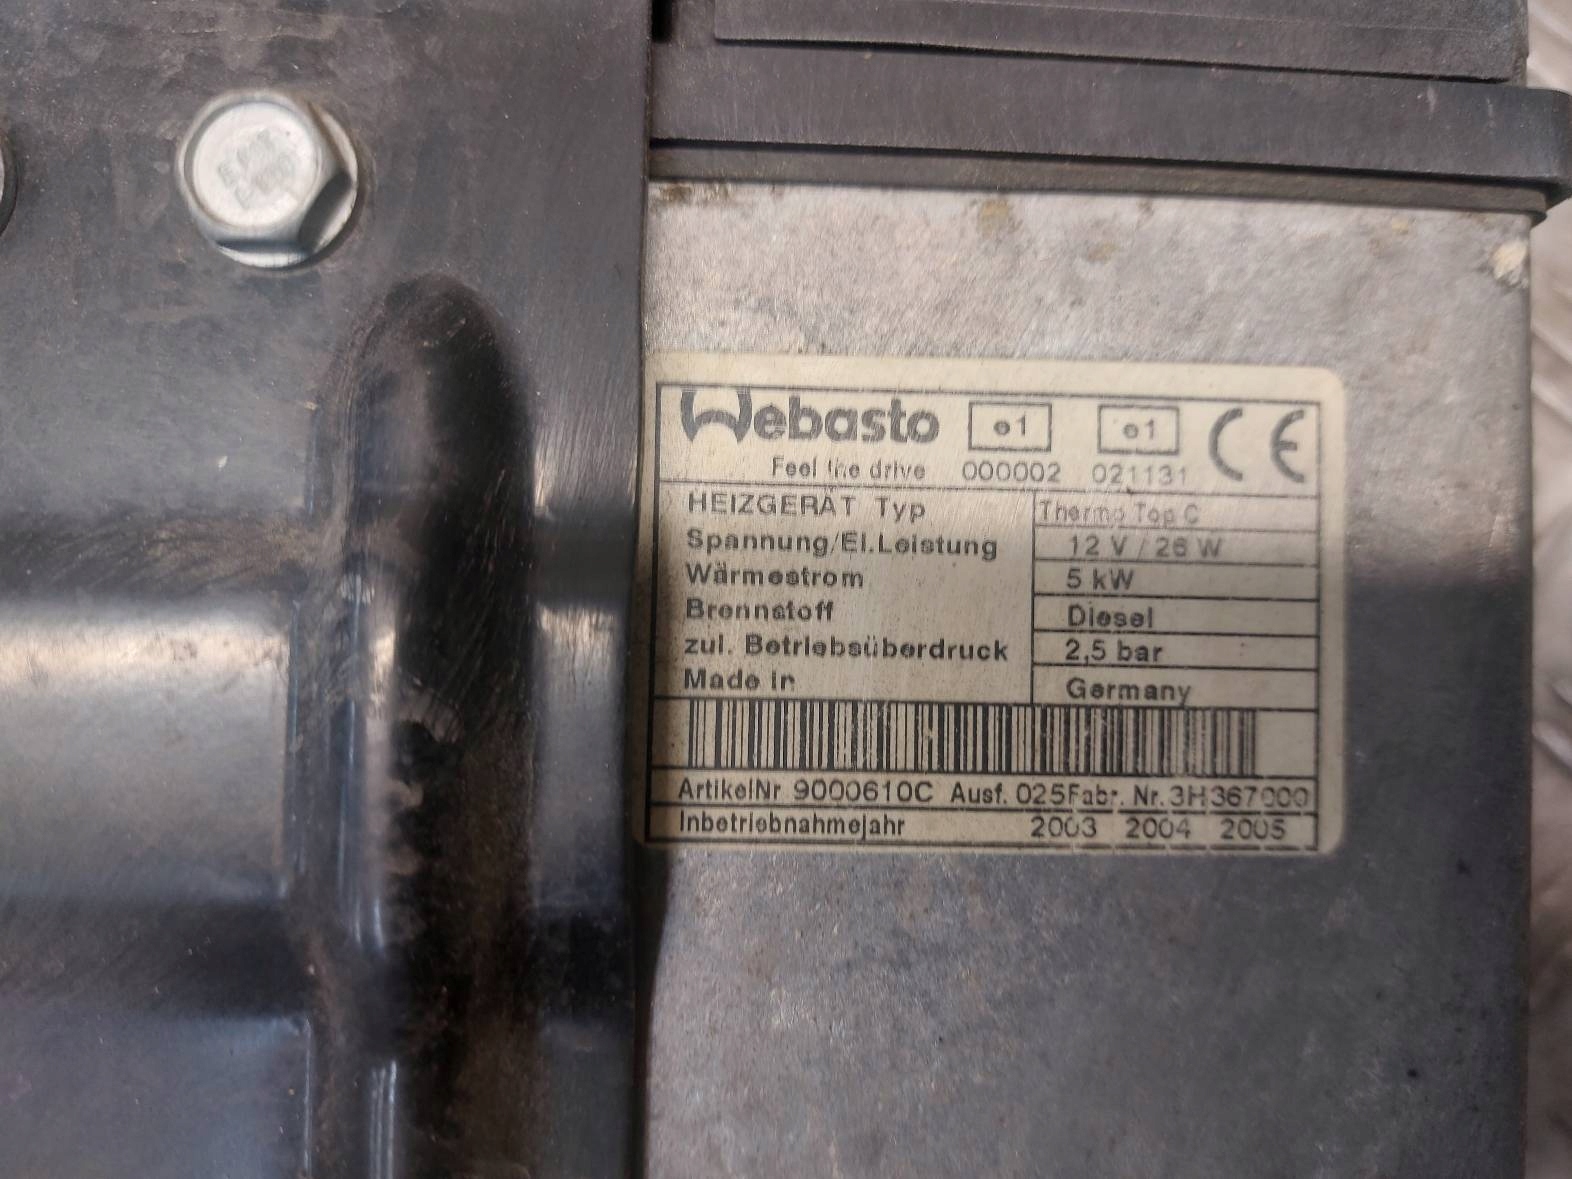 Webasto e1 e1 CE
Feel the drive 000002 021131
HEIZGERÄT Typ Thermo Top C
Spannung/El.Leistung 12 V / 26 W
Wärmestrom 5 kW
Brennstoff Diesel
zul. Betriebsüberdruck 2,5 bar
Made in Germany
ArtikelNr 9000610C Ausf. 025 Fabr. Nr. 3H367000
Inbetriebnahmejahr 2003 2004 2005